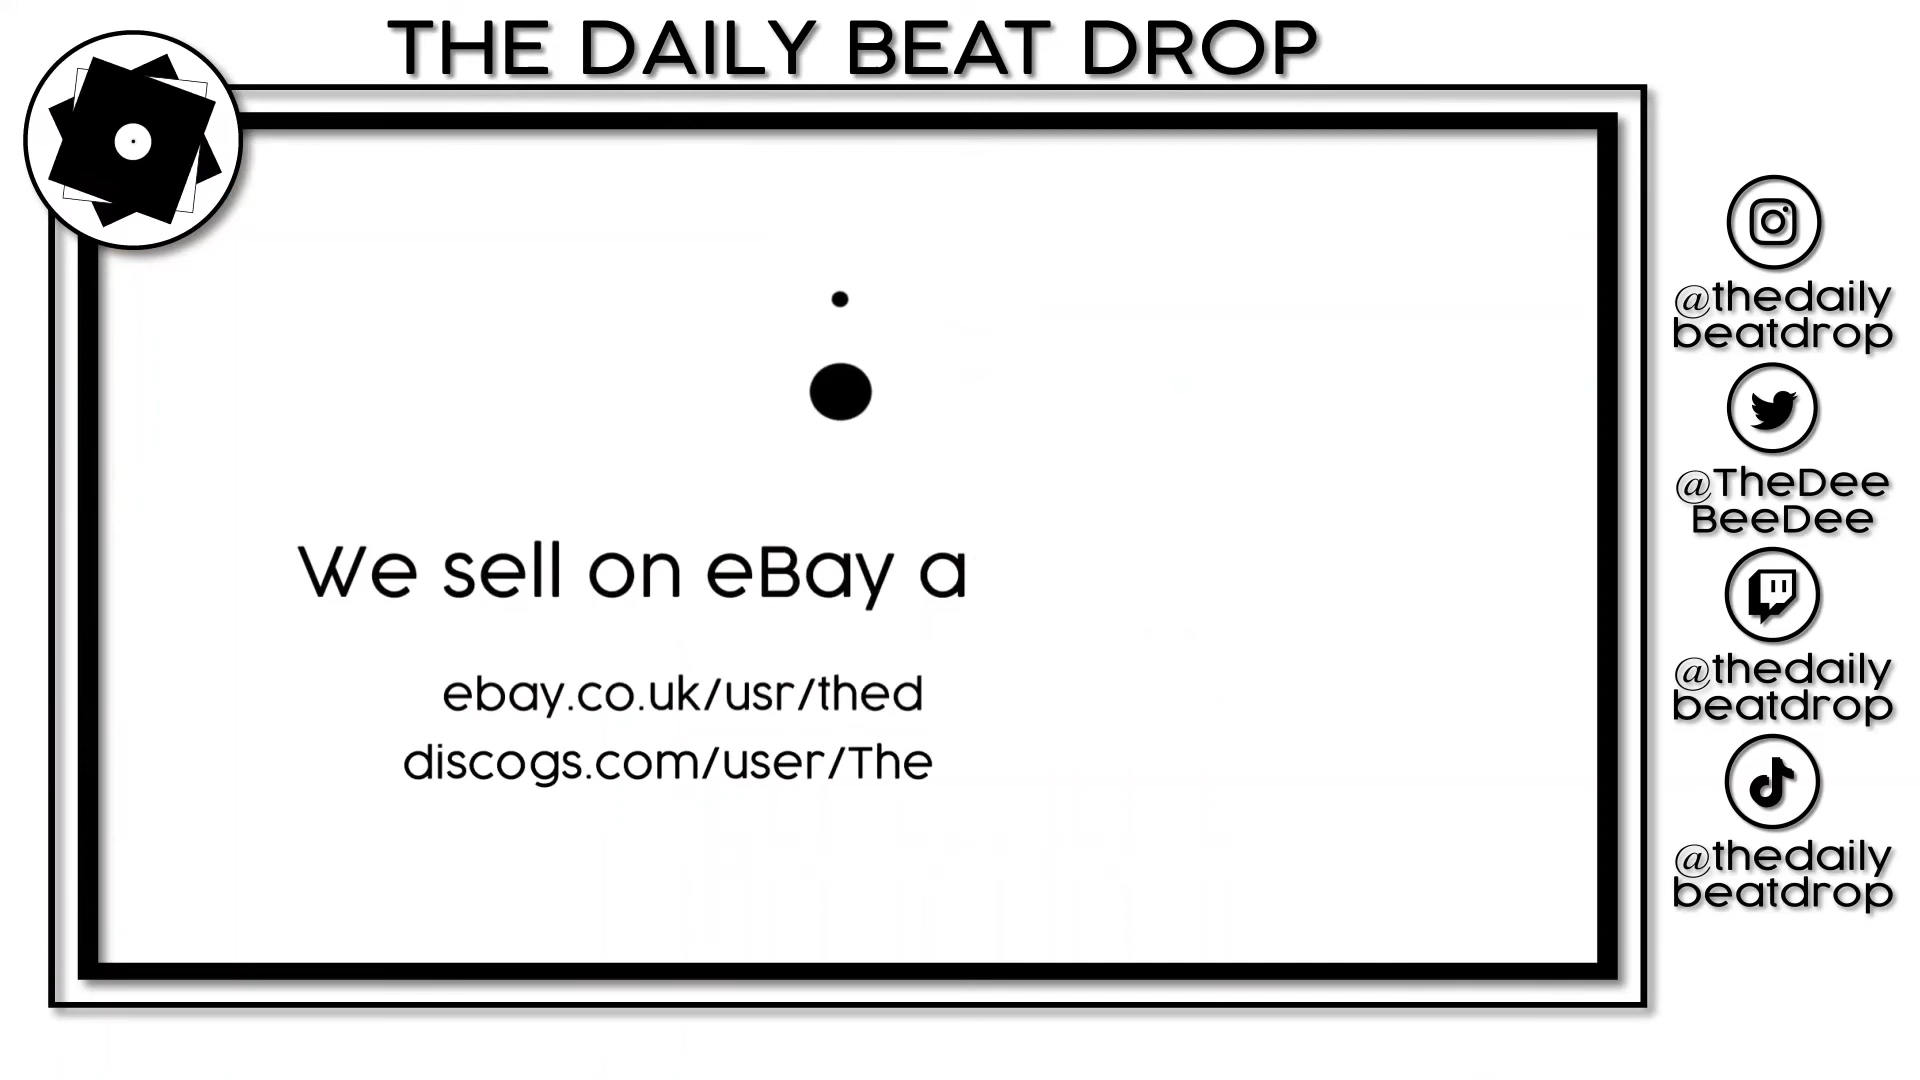 THE DAILY BEAT DROP
We sell on eBay a
ebay.co.uk/usr/thed
discogs.com/user/The
@thedaily
beatdrop
@TheDee
BeeDee
@thedaily
beatdrop
@thedaily
beatdrop